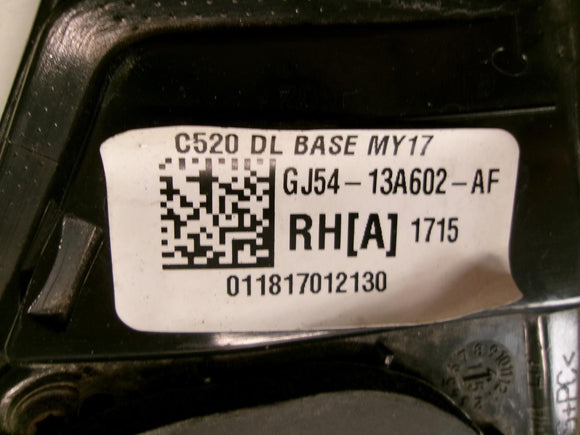 C520 DL BASE MY17
GJ54-13A602-AF
RH[A] 1715
011817012130